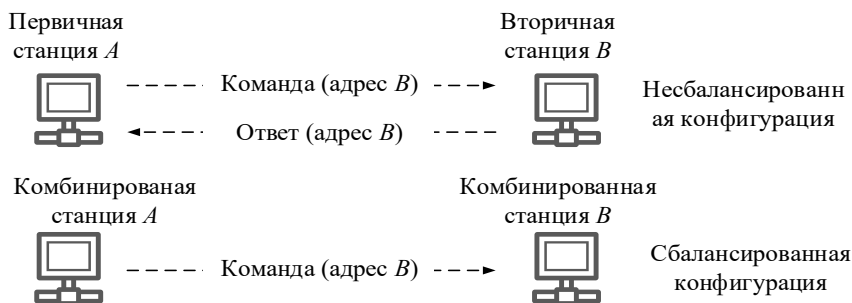 Первичная
станция A
Вторичная
станция B
Команда (адрес B)
Ответ (адрес B)
Несбалансированн
ая конфигурация
Комбинированая
станция A
Комбинированная
станция B
Команда (адрес B)
Сбалансированная
конфигурация